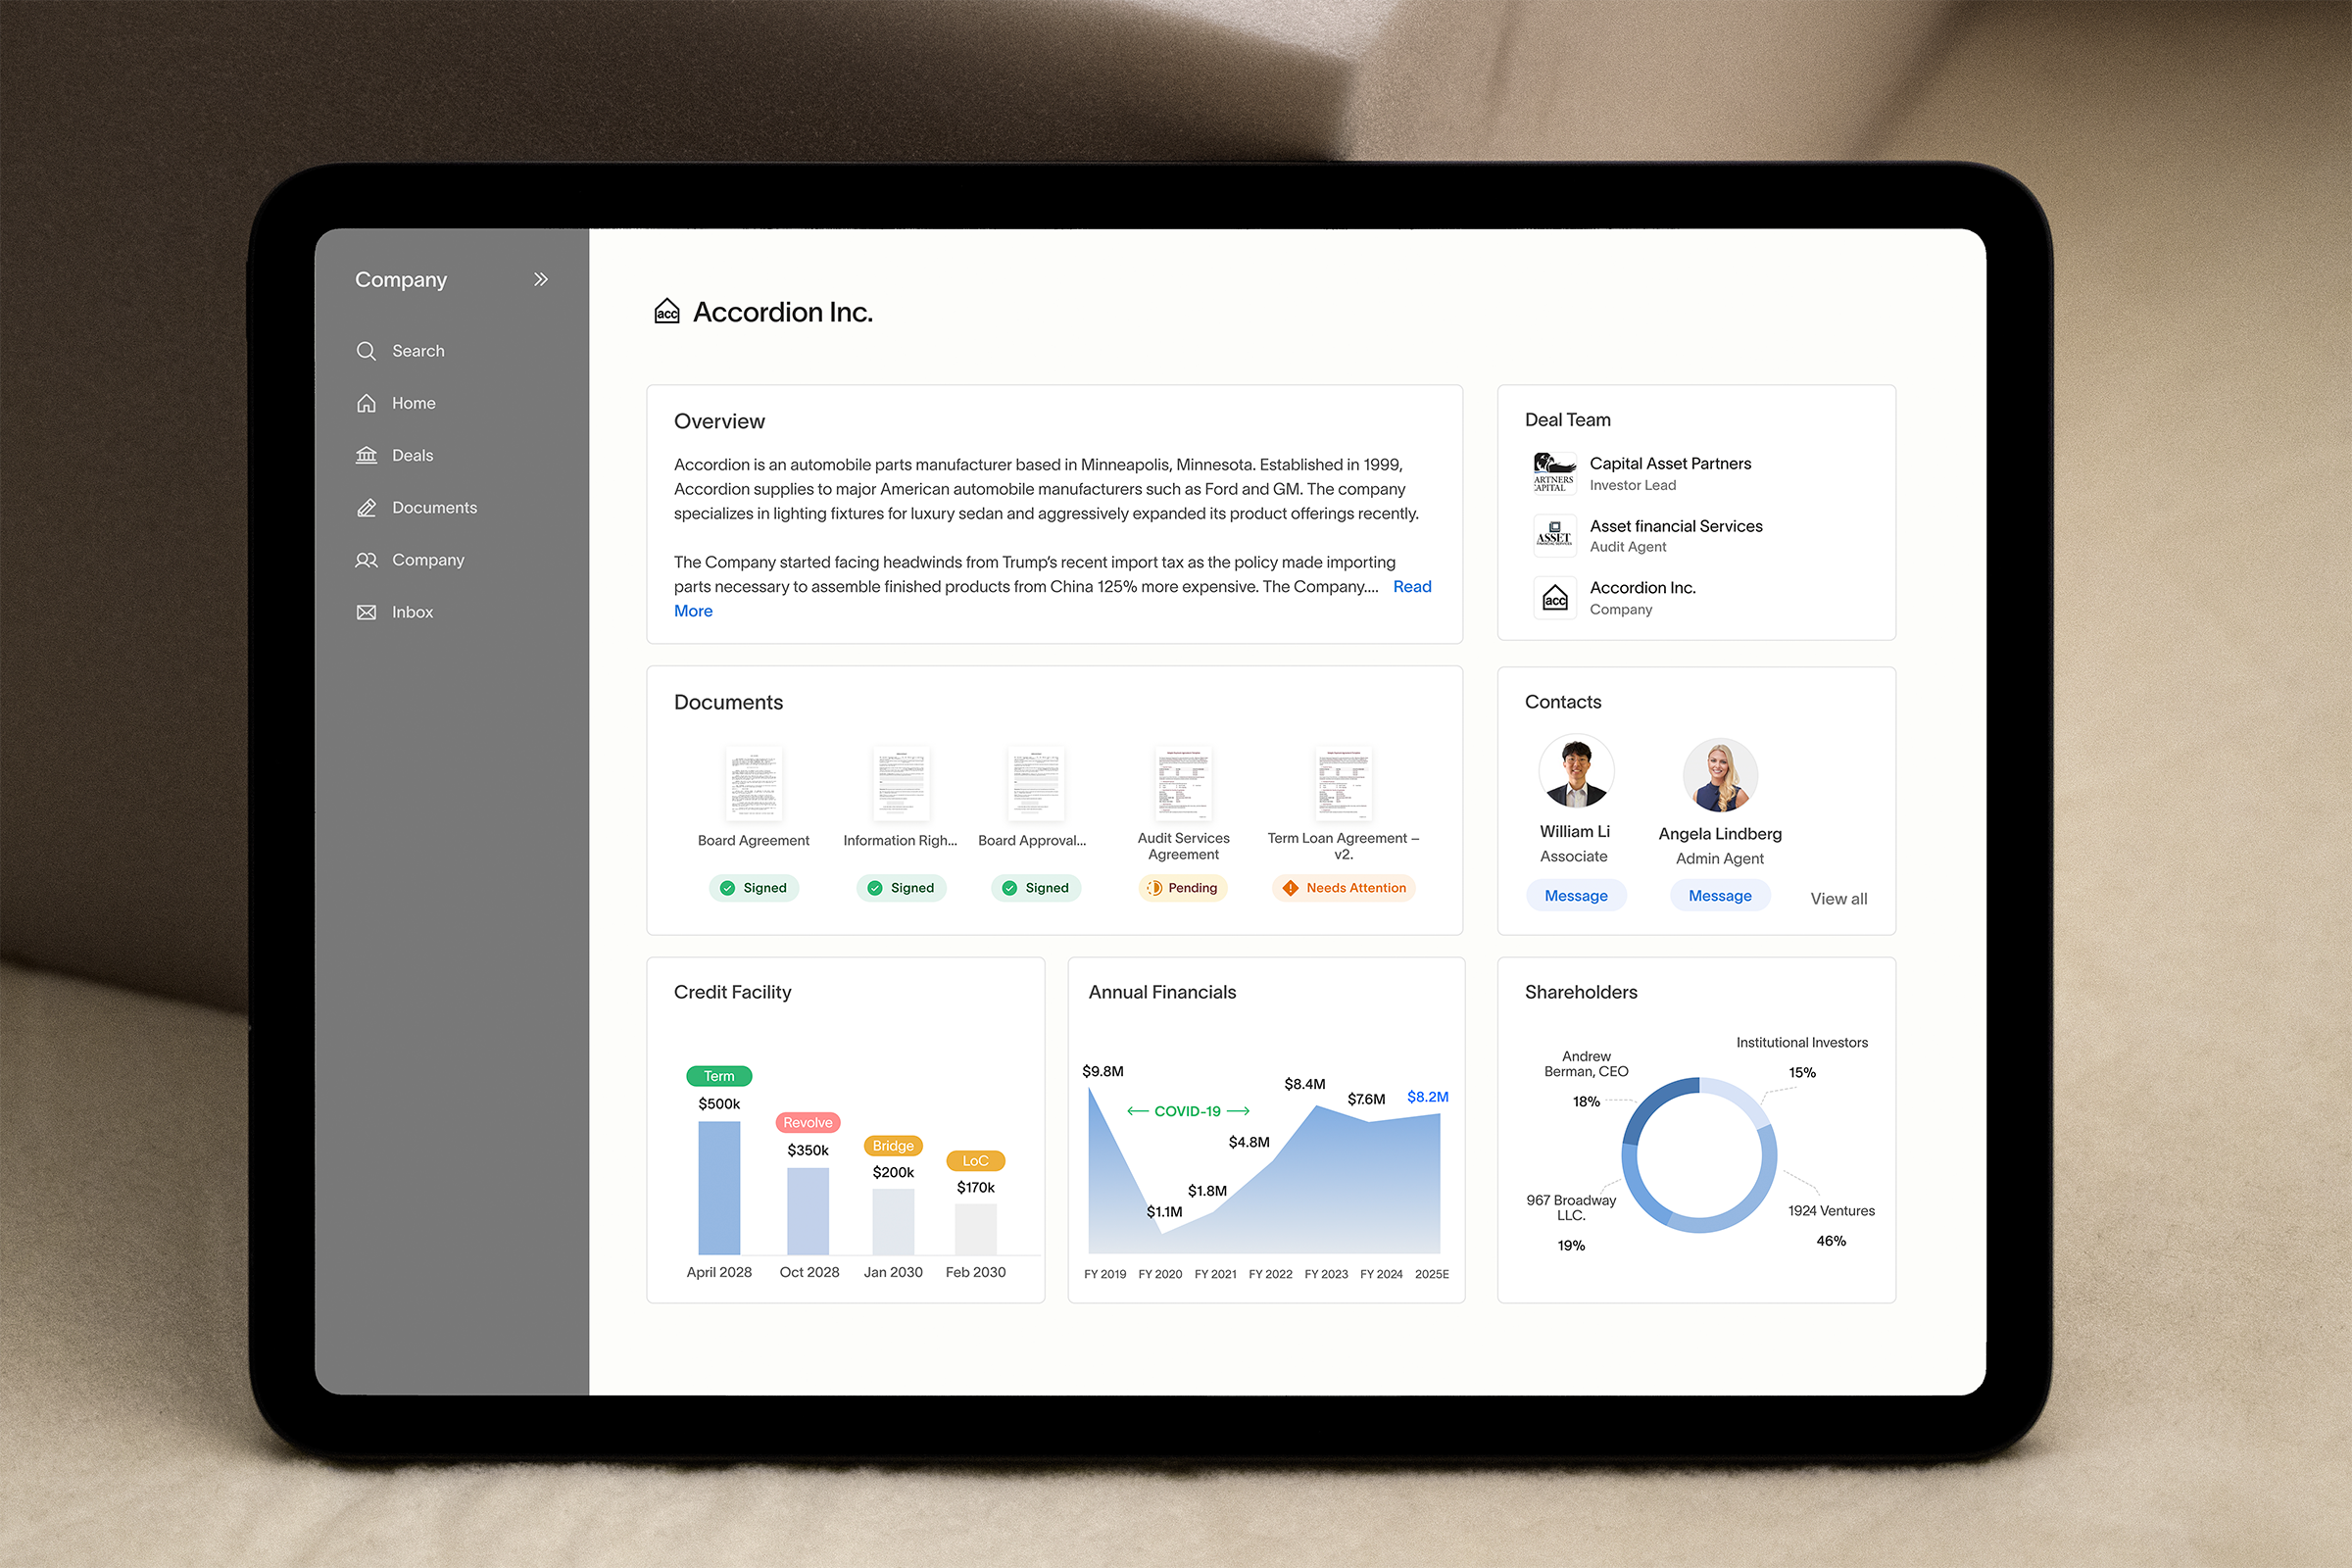 Company
Search
Home
Deals
Documents
Company
Inbox
acc Accordion Inc.
Overview
Accordion is an automobile parts manufacturer based in Minneapolis, Minnesota. Established in 1999,
Accordion supplies to major American automobile manufacturers such as Ford and GM. The company
specializes in lighting fixtures for luxury sedan and aggressively expanded its product offerings recently.
The Company started facing headwinds from Trump’s recent import tax as the policy made importing
parts necessary to assemble finished products from China 125% more expensive. The Company.... Read
More
Deal Team
ARTNERS
CAPITAL
Capital Asset Partners
Investor Lead
ASSET
FINANCIAL SERVICES
Asset financial Services
Audit Agent
acc
Accordion Inc.
Company
Documents
Board Agreement
Signed
Information Righ...
Signed
Board Approval...
Signed
Audit Services
Agreement
Pending
Term Loan Agreement –
v2.
Needs Attention
Contacts
William Li
Associate
Message
Angela Lindberg
Admin Agent
Message
View all
Credit Facility
Term
$500k
April 2028
Revolve
$350k
Oct 2028
Bridge
$200k
Jan 2030
LoC
$170k
Feb 2030
Annual Financials
$9.8M
$1.1M
$1.8M
$4.8M
$8.4M
$7.6M
$8.2M
COVID-19
FY 2019 FY 2020 FY 2021 FY 2022 FY 2023 FY 2024 2025E
Shareholders
Institutional Investors
15%
Andrew
Berman, CEO
18%
967 Broadway
LLC.
19%
1924 Ventures
46%